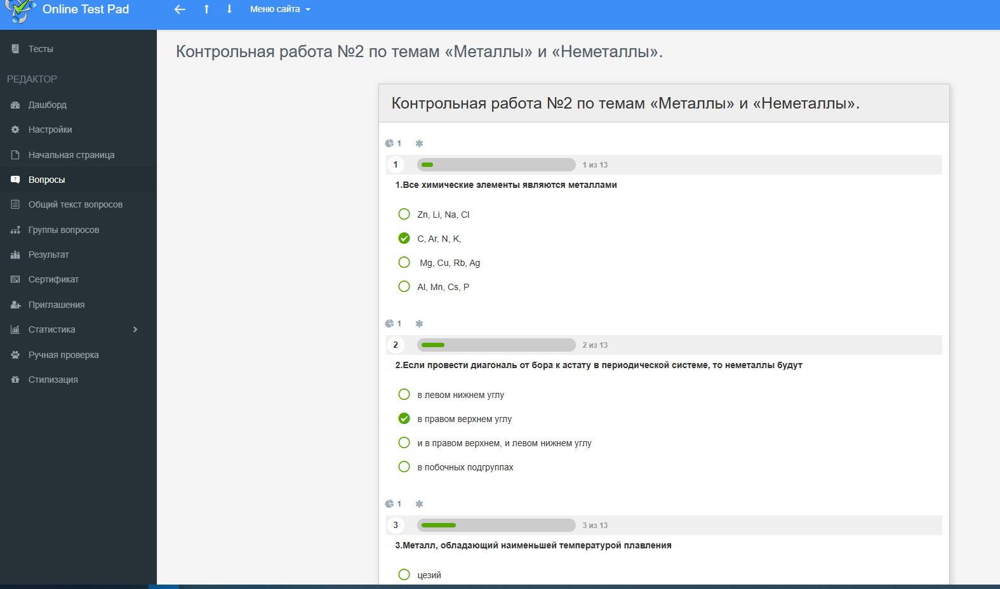 Online Test Pad
Меню сайта
Тесты
РЕДАКТОР
Дашборд
Настройки
Начальная страница
Вопросы
Общий текст вопросов
Группы вопросов
Результат
Сертификат
Приглашения
Статистика
Ручная проверка
Стилизация
Контрольная работа №2 по темам «Металлы» и «Неметаллы».
Контрольная работа №2 по темам «Металлы» и «Неметаллы».
1
1
1 из 13
1.Все химические элементы являются металлами
Zn, Li, Na, Cl
C, Ar, N, K,
Mg, Cu, Rb, Ag
Al, Mn, Cs, P
1
2
2 из 13
2.Если провести диагональ от бора к астату в периодической системе, то неметаллы будут
в левом нижнем углу
в правом верхнем углу
и в правом верхнем, и левом нижнем углу
в побочных подгруппах
1
3
3 из 13
3.Металл, обладающий наименьшей температурой плавления
цезий